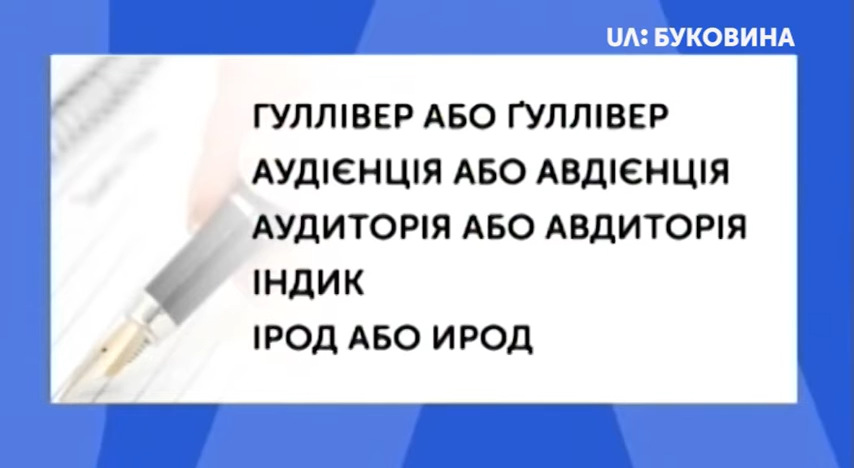 UA: БУКОВИНА
ГУЛЛІВЕР АБО ҐУЛЛІВЕР
АУДІЄНЦІЯ АБО АВДІЄНЦІЯ
АУДИТОРІЯ АБО АВДИТОРІЯ
ІНДИК
ІРОД АБО ИРОД